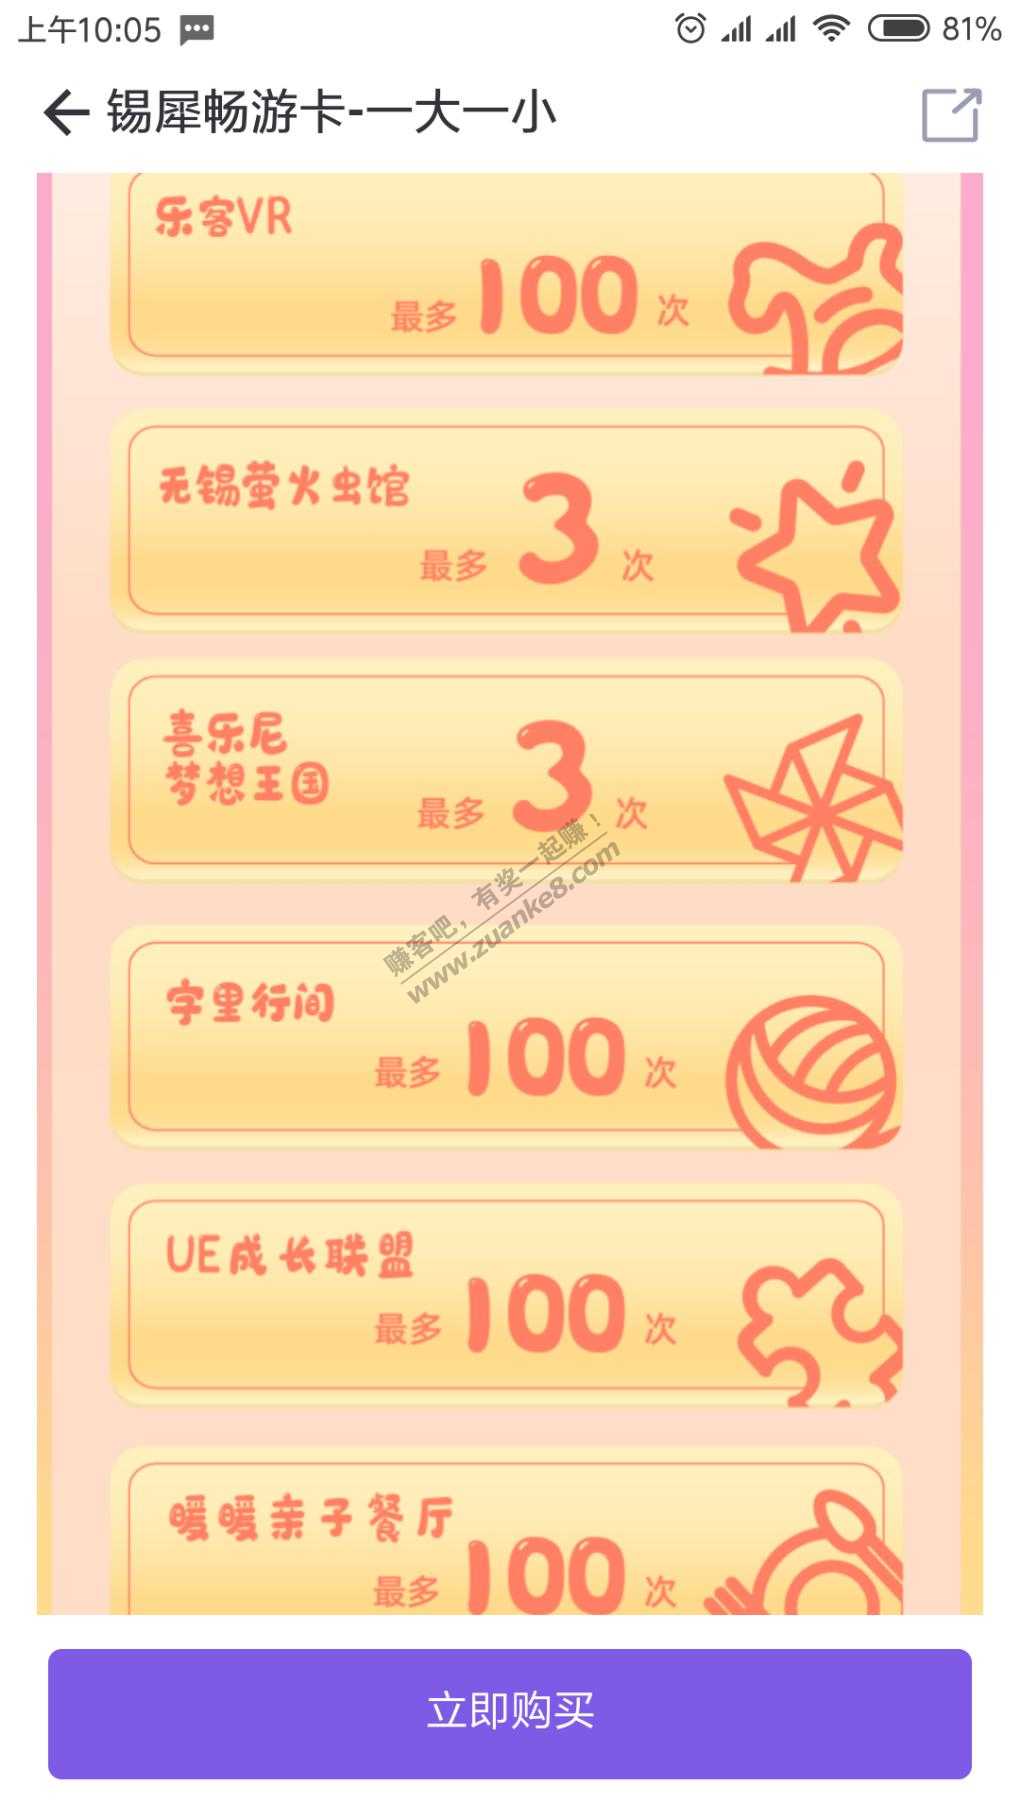 上午10:05 81%
锡犀畅游卡-一大一小
乐客VR
最多 100 次
无锡萤火虫馆
最多 3 次
喜乐尼
梦想王国
最多 3 次
赚客吧，有奖一起赚！
www.zuanke8.com
字里行间
最多 100 次
UE成长联盟
最多 100 次
暖暖亲子餐厅
最多 100 次
立即购买